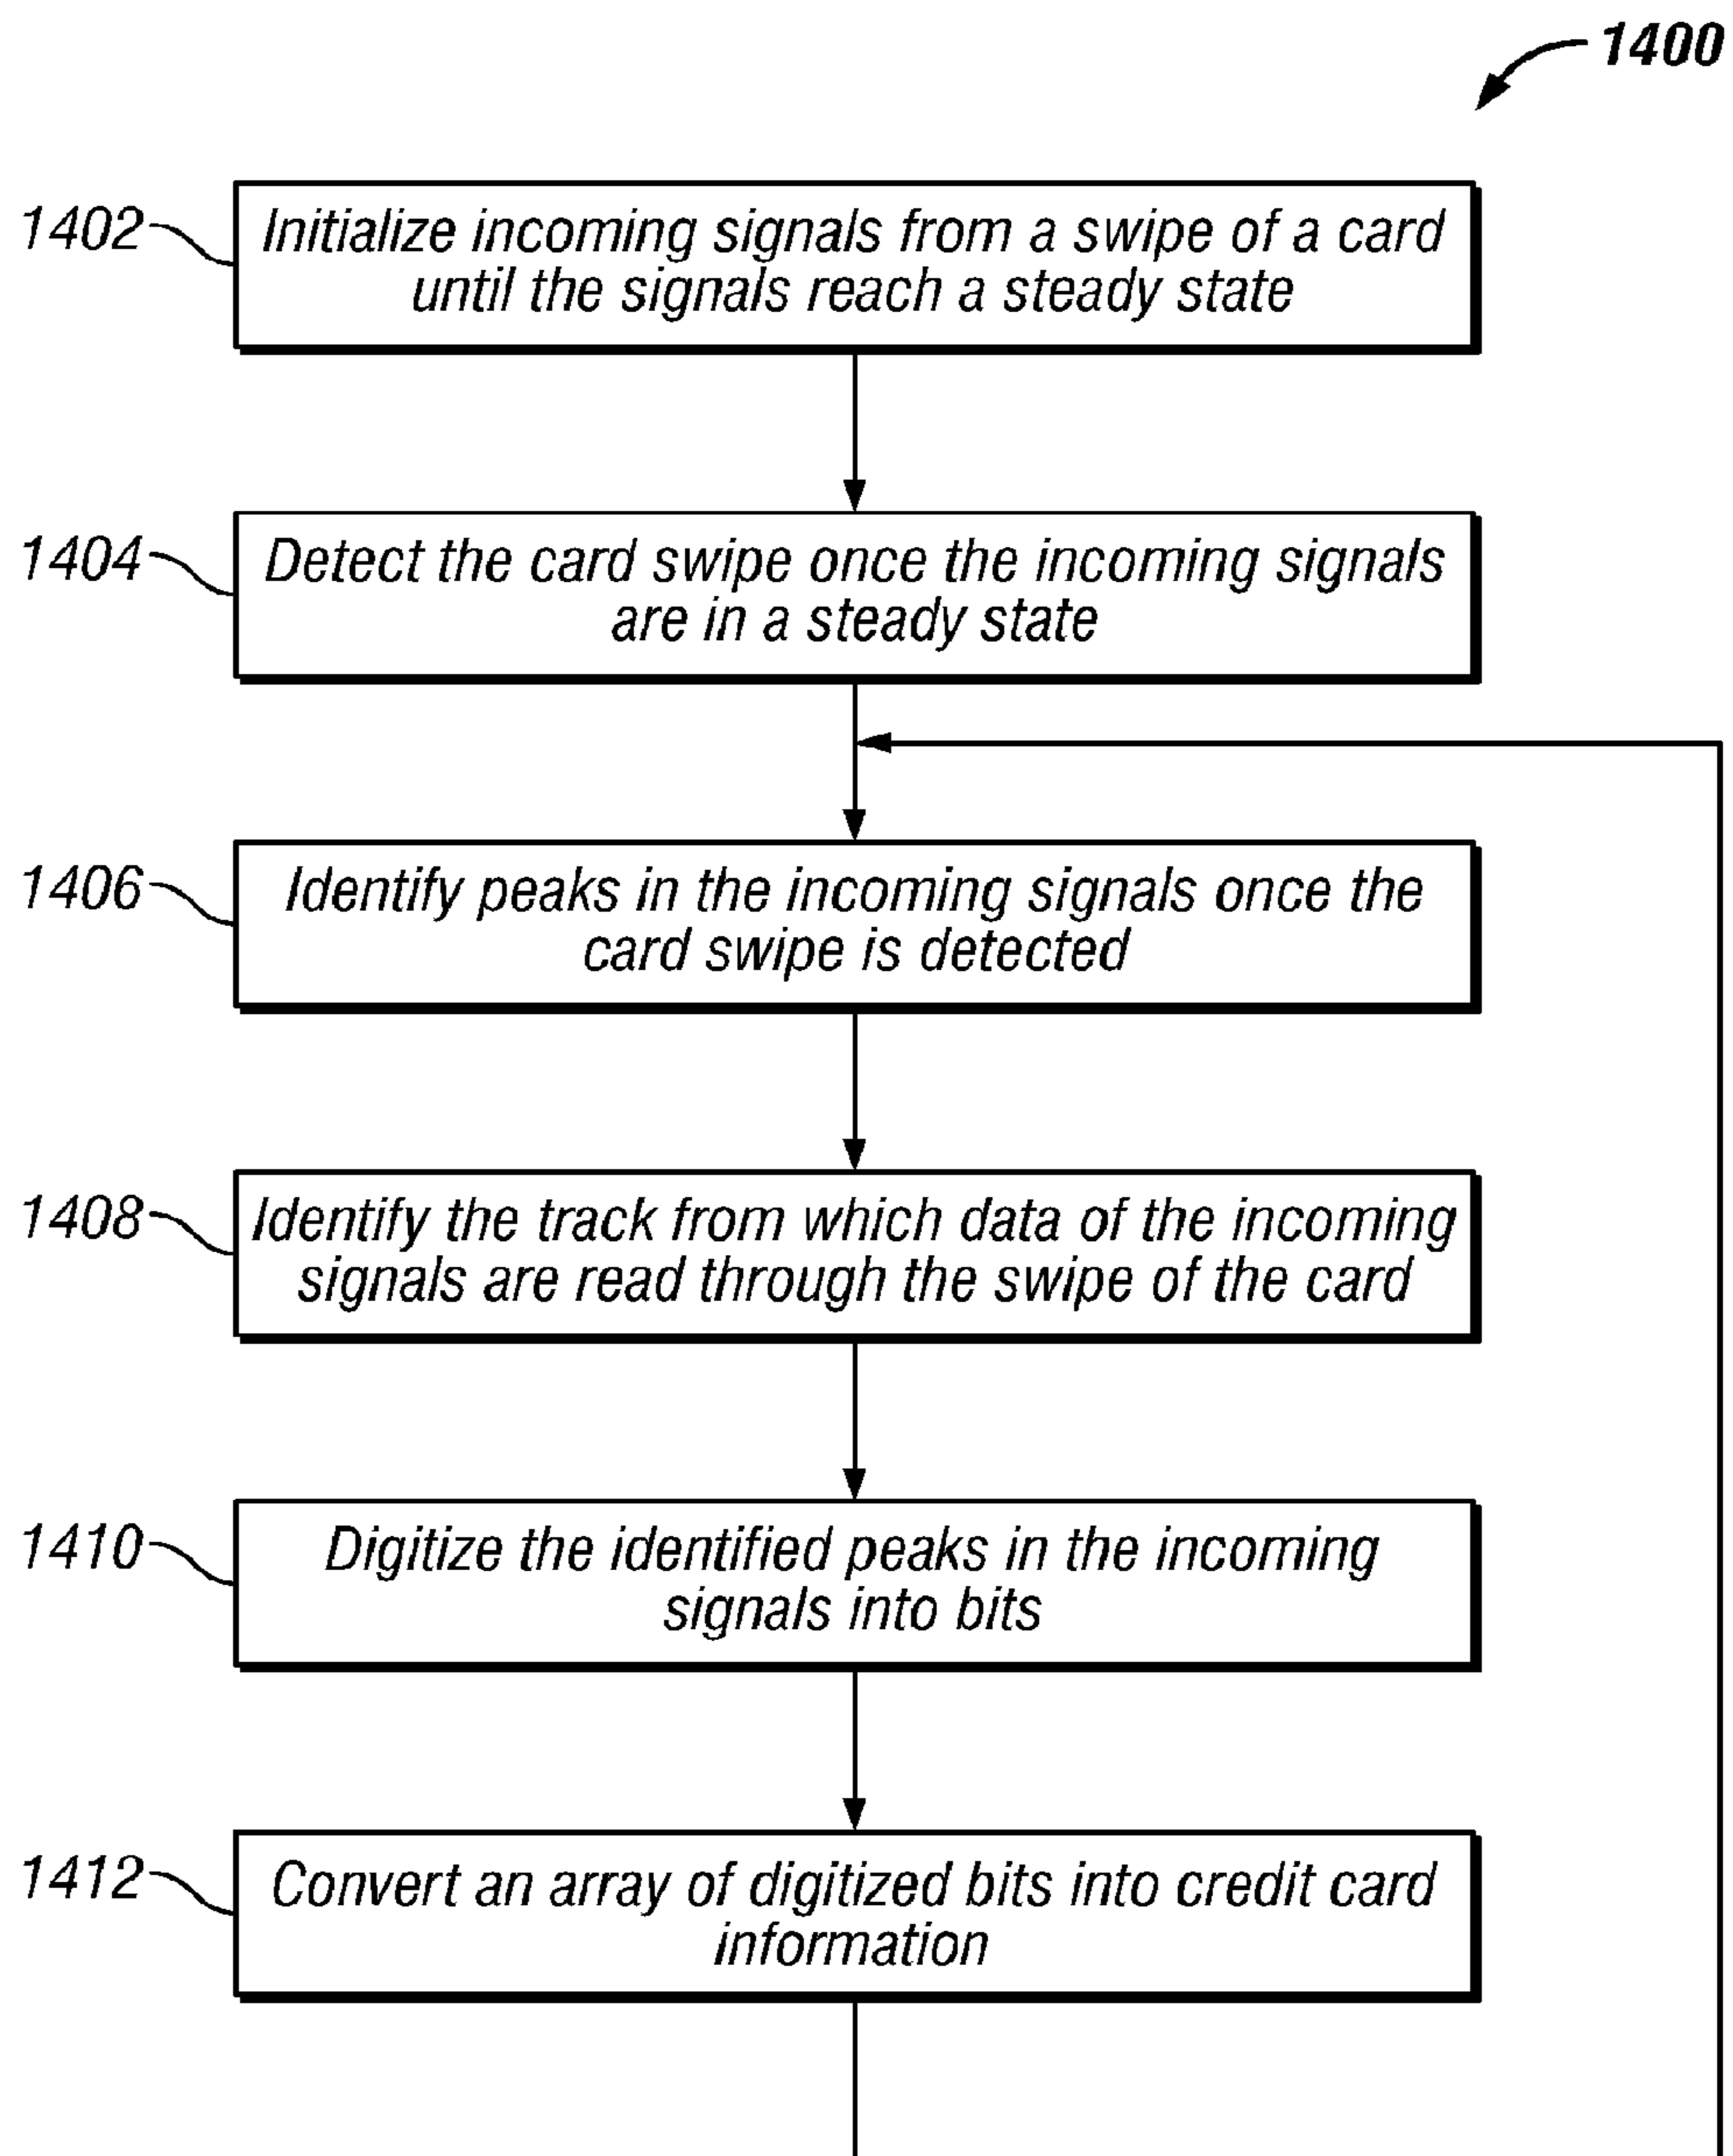 1400
1402
Initialize incoming signals from a swipe of a card
until the signals reach a steady state
1404
Detect the card swipe once the incoming signals
are in a steady state
1406
Identify peaks in the incoming signals once the
card swipe is detected
1408
Identify the track from which data of the incoming
signals are read through the swipe of the card
1410
Digitize the identified peaks in the incoming
signals into bits
1412
Convert an array of digitized bits into credit card
information